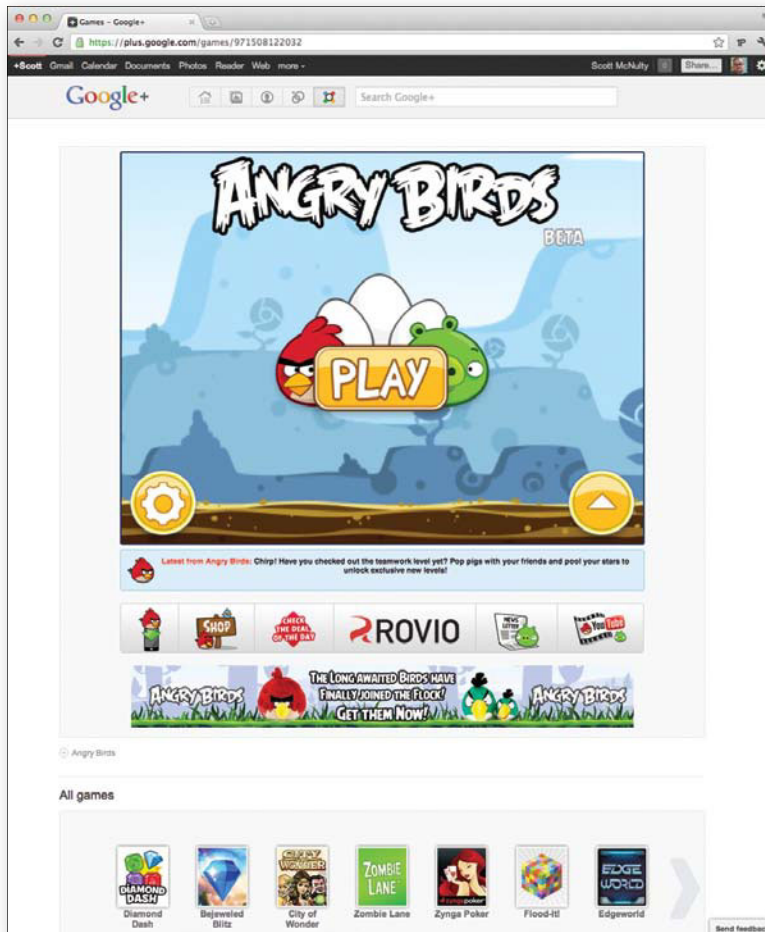 Games – Google+
https://plus.google.com/games/971508122032
+Scott Gmail Calendar Documents Photos Reader Web more
Scott McNulty
Share...
Google+
Search Google+
ANGRY BIRDS
BETA
PLAY
Latest from Angry Birds: Chirp! Have you checked out the teamwork level yet? Pop pigs with your friends and pool your stars to
unlock exclusive new levels!
SHOP
CHECK
THE DEAL
OF THE DAY
ROVIO
NEWS
LETTER
YouTube
ANGRY BIRDS
THE LONG AWAITED BIRDS HAVE
FINALLY JOINED THE FLOCK!
GET THEM NOW!
ANGRY BIRDS
Angry Birds
All games
DIAMOND
DASH
CITY OF
WONDER
ZOMBIE
LANE
zyngapoker
EDGE
WORLD
Diamond
Dash
Bejeweled
Blitz
City of
Wonder
Zombie Lane
Zynga Poker
Flood-It!
Edgeworld
Send feedbac